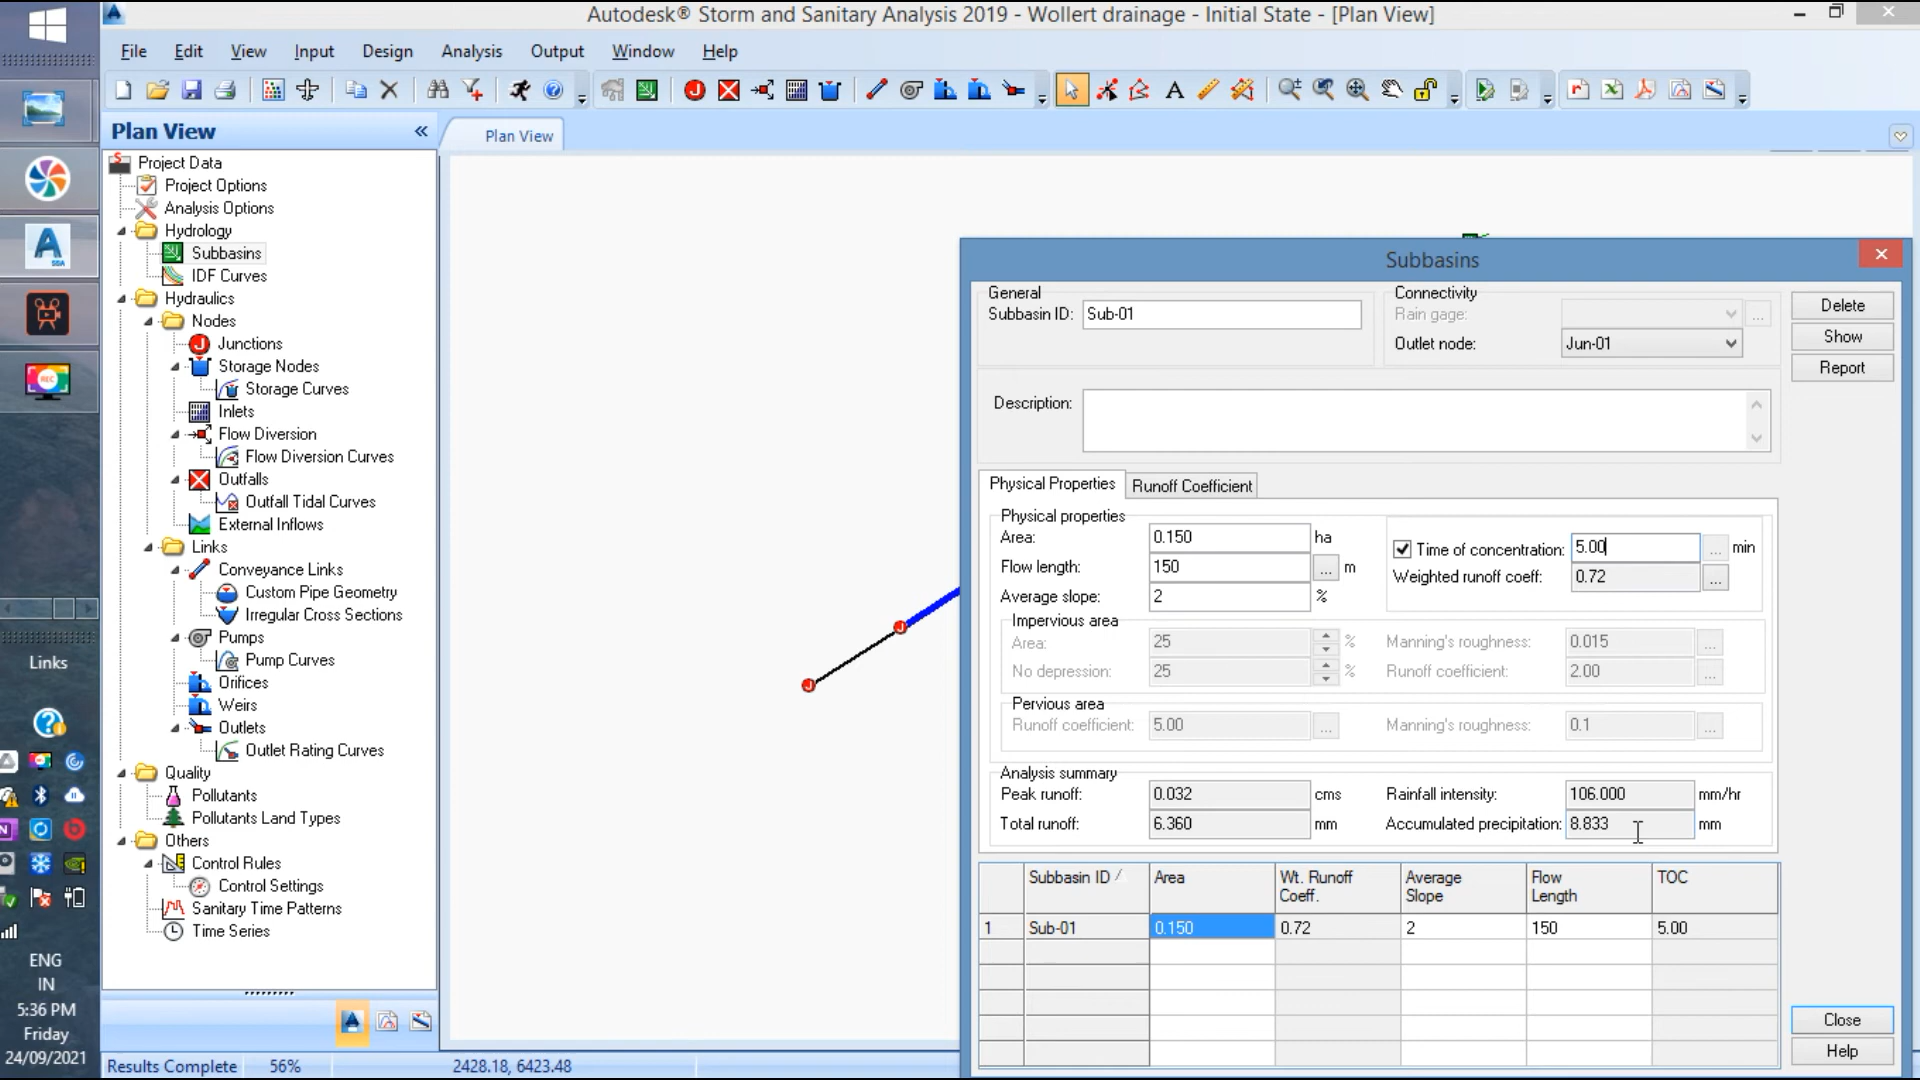 Autodesk® Storm and Sanitary Analysis 2019 - Wollert drainage - Initial State - [Plan View]
File Edit View Input Design Analysis Output Window Help
Plan View
Plan View
Project Data
Project Options
Analysis Options
Hydrology
Subbasins
IDF Curves
Hydraulics
Nodes
Junctions
Storage Nodes
Storage Curves
Inlets
Flow Diversion
Flow Diversion Curves
Outfalls
Outfall Tidal Curves
External Inflows
Links
Conveyance Links
Custom Pipe Geometry
Irregular Cross Sections
Pumps
Pump Curves
Orifices
Weirs
Outlets
Outlet Rating Curves
Quality
Pollutants
Pollutants Land Types
Others
Control Rules
Control Settings
Sanitary Time Patterns
Time Series
Results Complete 56% 2428.18, 6423.48
Links
ENG
IN
5:36 PM
Friday
24/09/2021
A
SSA
REC
Subbasins
General
Subbasin ID: Sub-01
Connectivity
Rain gage: ...
Outlet node: Jun-01
Delete
Show
Report
Description:
Physical Properties Runoff Coefficient
Physical properties
Area: 0.150 ha
Flow length: 150 ... m
Average slope: 2 %
Time of concentration: 5.00 ... min
Weighted runoff coeff: 0.72 ...
Impervious area
Area: 25 % Manning's roughness: 0.015 ...
No depression: 25 % Runoff coefficient: 2.00 ...
Pervious area
Runoff coefficient: 5.00 ... Manning's roughness: 0.1 ...
Analysis summary
Peak runoff: 0.032 cms Rainfall intensity: 106.000 mm/hr
Total runoff: 6.360 mm Accumulated precipitation: 8.833 mm
Subbasin ID Area Wt. Runoff Coeff. Average Slope Flow Length TOC
1 Sub-01 0.150 0.72 2 150 5.00
Close
Help